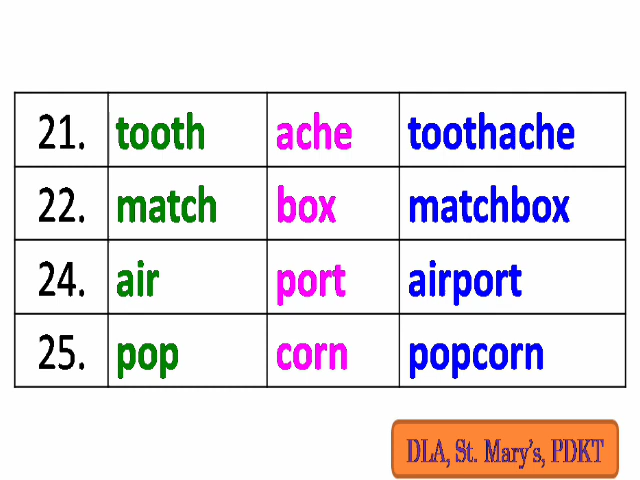 21. tooth ache toothache
22. match box matchbox
24. air port airport
25. pop corn popcorn
DLA, St. Mary's, PDKT